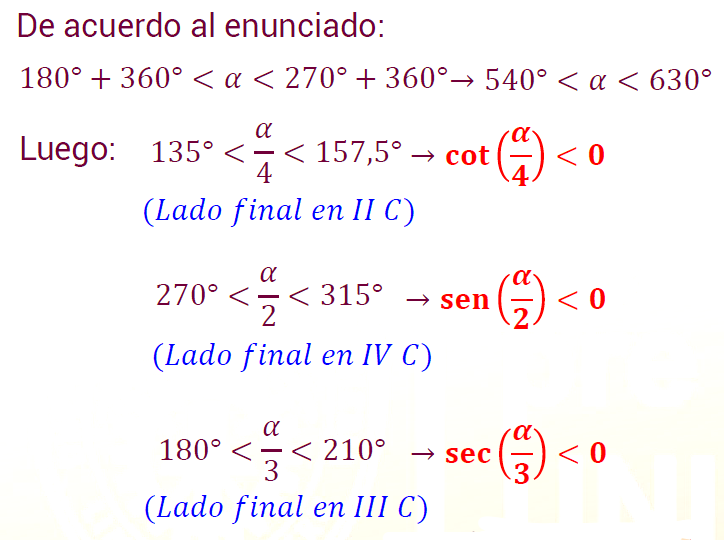 De acuerdo al enunciado:
180° + 360° < α < 270° + 360° → 540° < α < 630°
Luego: 135° < α/4 < 157,5° → cot(α/4) < 0
(Lado final en II C)
270° < α/2 < 315° → sen(α/2) < 0
(Lado final en IV C)
180° < α/3 < 210° → sec(α/3) < 0
(Lado final en III C)